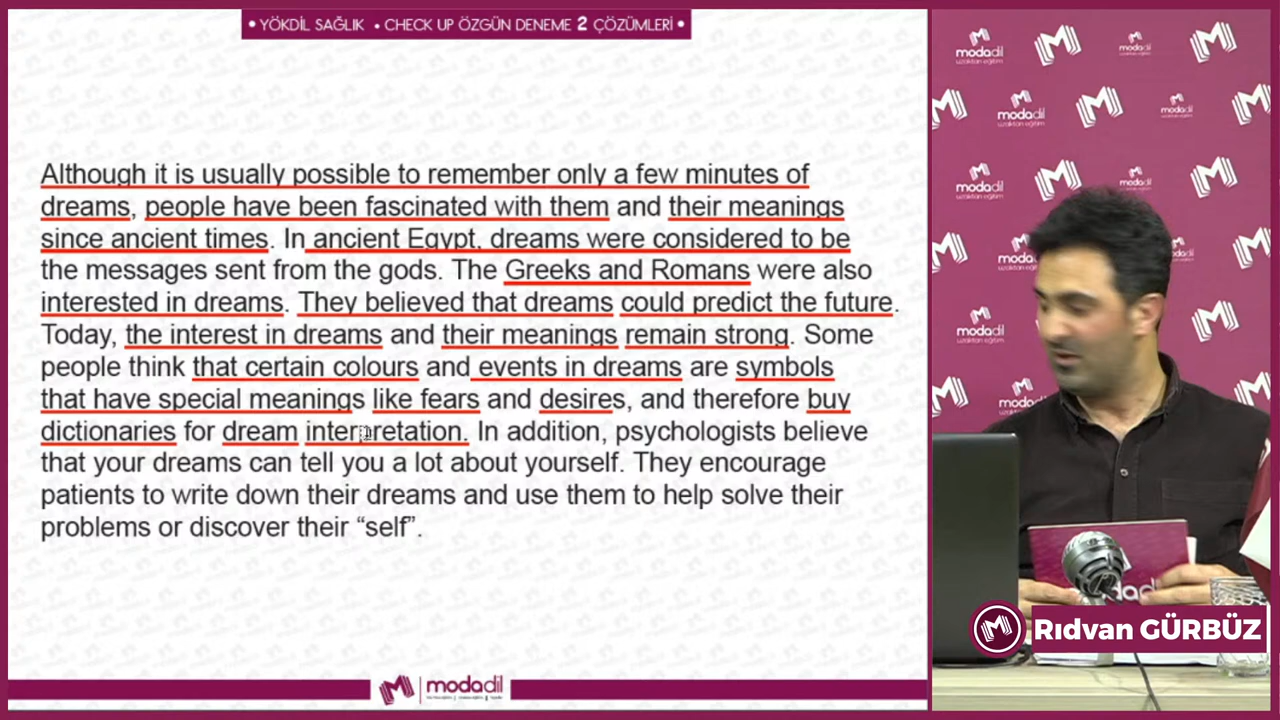 • YÖKDİL SAĞLIK • CHECK UP ÖZGÜN DENEME 2 ÇÖZÜMLERİ •
Although it is usually possible to remember only a few minutes of
dreams, people have been fascinated with them and their meanings
since ancient times. In ancient Egypt, dreams were considered to be
the messages sent from the gods. The Greeks and Romans were also
interested in dreams. They believed that dreams could predict the future.
Today, the interest in dreams and their meanings remain strong. Some
people think that certain colours and events in dreams are symbols
that have special meanings like fears and desires, and therefore buy
dictionaries for dream interpretation. In addition, psychologists believe
that your dreams can tell you a lot about yourself. They encourage
patients to write down their dreams and use them to help solve their
problems or discover their “self”.
modadil
modadil
uzaktan eğitim
Rıdvan GÜRBÜZ